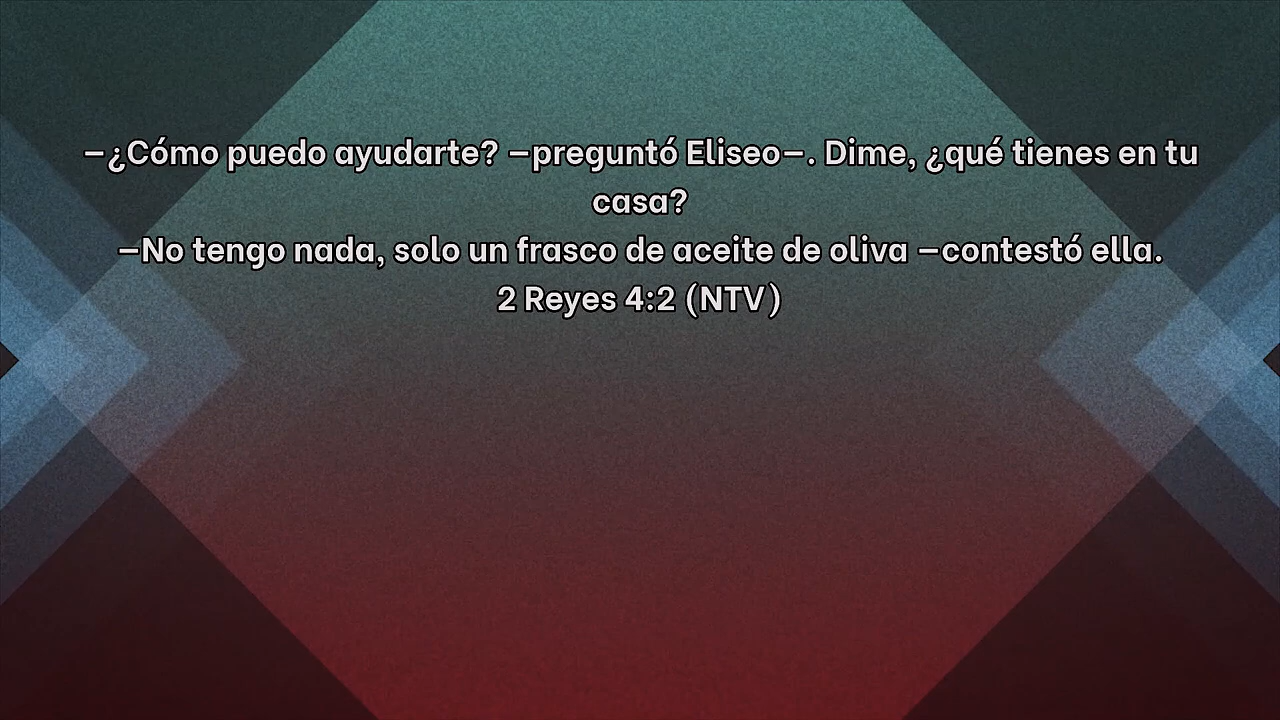 —¿Cómo puedo ayudarte? —preguntó Eliseo—. Dime, ¿qué tienes en tu
casa?
—No tengo nada, solo un frasco de aceite de oliva —contestó ella.
2 Reyes 4:2 (NTV)